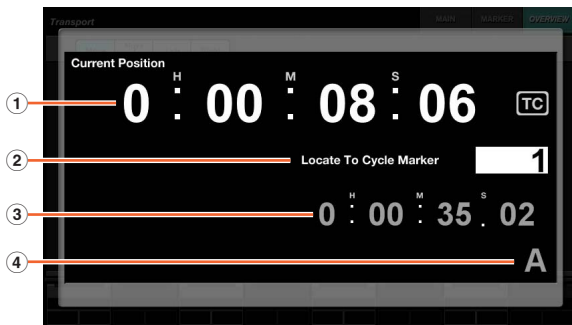 Transport MAIN MARKER OVERVIEW
Current Position
H M S
1 0 : 00 : 08 : 06 TC
2 Locate To Cycle Marker 1
H M S
3 0 : 00 : 35 . 02
4 A